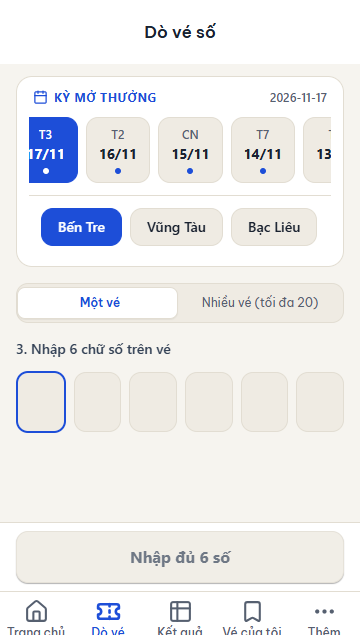 Dò vé số
KỲ MỞ THƯỞNG 2026-11-17
T3 T2 CN T7
17/11 16/11 15/11 14/11 13
Bến Tre Vũng Tàu Bạc Liêu
Một vé Nhiều vé (tối đa 20)
3. Nhập 6 chữ số trên vé
Nhập đủ 6 số
Trang chủ Dò vé Kết quả Vé của tôi Thêm